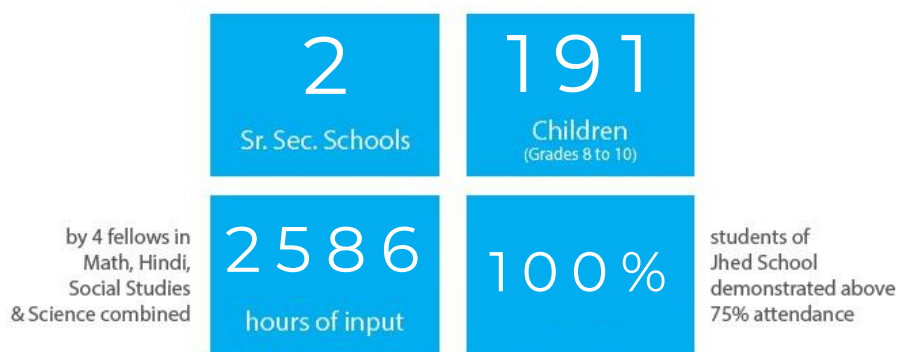 2
Sr. Sec. Schools
191
Children
(Grades 8 to 10)
by 4 fellows in
Math, Hindi,
Social Studies
& Science combined
2586
hours of input
100%
students of
Jhed School
demonstrated above
75% attendance